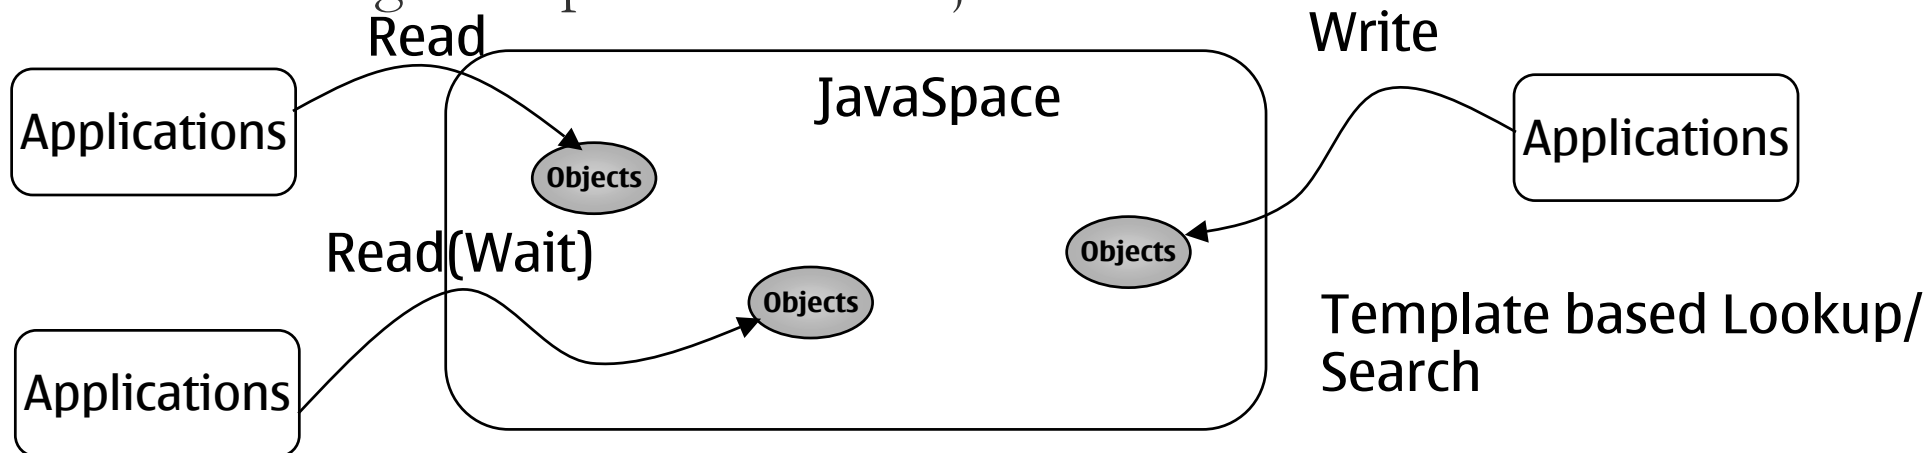 Read
Write
JavaSpace
Applications
Applications
Objects
Read(Wait)
Objects
Objects
Template based Lookup/
Search
Applications